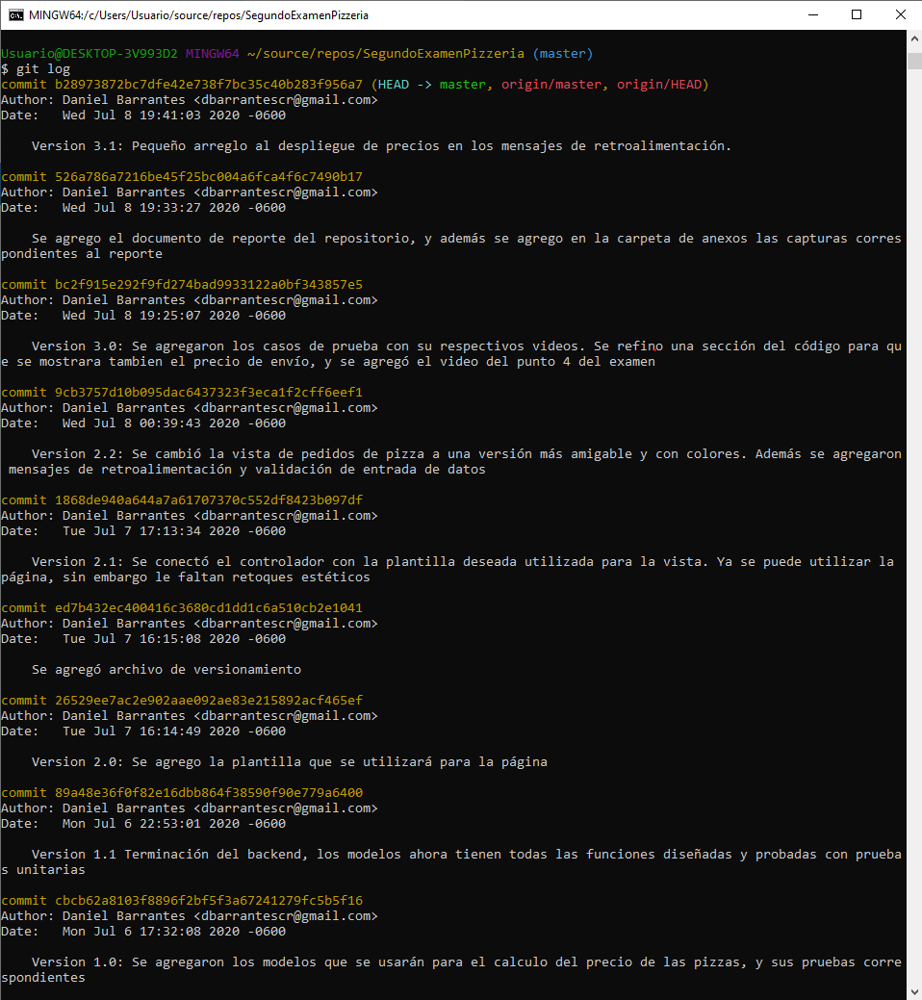 MINGW64:/c/Users/Usuario/source/repos/SegundoExamenPizzeria
Usuario@DESKTOP-3V993D2 MINGW64 ~/source/repos/SegundoExamenPizzeria (master)
$ git log
commit b28973872bc7dfe42e738f7bc35c40b283f956a7 (HEAD -> master, origin/master, origin/HEAD)
Author: Daniel Barrantes <dbarrantescr@gmail.com>
Date:   Wed Jul 8 19:41:03 2020 -0600
Version 3.1: Pequeño arreglo al despliegue de precios en los mensajes de retroalimentación.
commit 526a786a7216be45f25bc004a6fca4f6c7490b17
Author: Daniel Barrantes <dbarrantescr@gmail.com>
Date:   Wed Jul 8 19:33:27 2020 -0600
Se agrego el documento de reporte del repositorio, y además se agrego en la carpeta de anexos las capturas corres
pondientes al reporte
commit bc2f915e292f9fd274bad9933122a0bf343857e5
Author: Daniel Barrantes <dbarrantescr@gmail.com>
Date:   Wed Jul 8 19:25:07 2020 -0600
Version 3.0: Se agregaron los casos de prueba con su respectivos videos. Se refino una sección del código para qu
e se mostrara tambien el precio de envío, y se agregó el video del punto 4 del examen
commit 9cb3757d10b095dac6437323f3eca1f2cff6eef1
Author: Daniel Barrantes <dbarrantescr@gmail.com>
Date:   Wed Jul 8 00:39:43 2020 -0600
Version 2.2: Se cambió la vista de pedidos de pizza a una versión más amigable y con colores. Además se agregaron
mensajes de retroalimentación y validación de entrada de datos
commit 1868de940a644a7a61707370c552df8423b097df
Author: Daniel Barrantes <dbarrantescr@gmail.com>
Date:   Tue Jul 7 17:13:34 2020 -0600
Version 2.1: Se conectó el controlador con la plantilla deseada utilizada para la vista. Ya se puede utilizar la
página, sin embargo le faltan retoques estéticos
commit ed7b432ec400416c3680cd1dd1c6a510cb2e1041
Author: Daniel Barrantes <dbarrantescr@gmail.com>
Date:   Tue Jul 7 16:15:08 2020 -0600
Se agregó archivo de versionamiento
commit 26529ee7ac2e902aae092ae83e215892acf465ef
Author: Daniel Barrantes <dbarrantescr@gmail.com>
Date:   Tue Jul 7 16:14:49 2020 -0600
Version 2.0: Se agrego la plantilla que se utilizará para la página
commit 89a48e36f0f82e16dbb864f38590f90e779a6400
Author: Daniel Barrantes <dbarrantescr@gmail.com>
Date:   Mon Jul 6 22:53:01 2020 -0600
Version 1.1 Terminación del backend, los modelos ahora tienen todas las funciones diseñadas y probadas con prueba
s unitarias
commit cbcb62a8103f8896f2bf5f3a67241279fc5b5f16
Author: Daniel Barrantes <dbarrantescr@gmail.com>
Date:   Mon Jul 6 17:32:08 2020 -0600
Version 1.0: Se agregaron los modelos que se usarán para el calculo del precio de las pizzas, y sus pruebas corre
spondientes